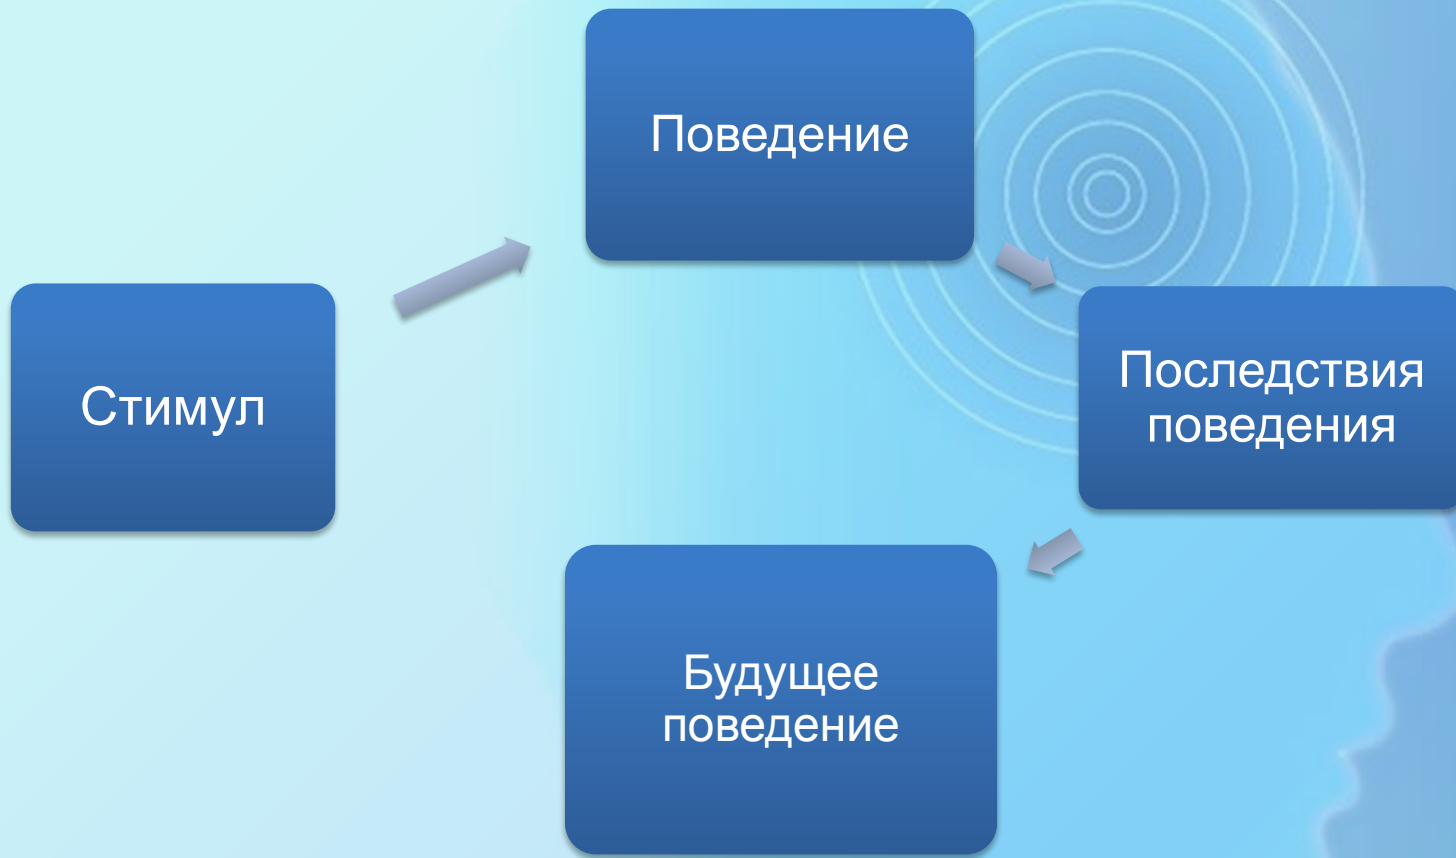 Поведение
Стимул
Последствия
поведения
Будущее
поведение